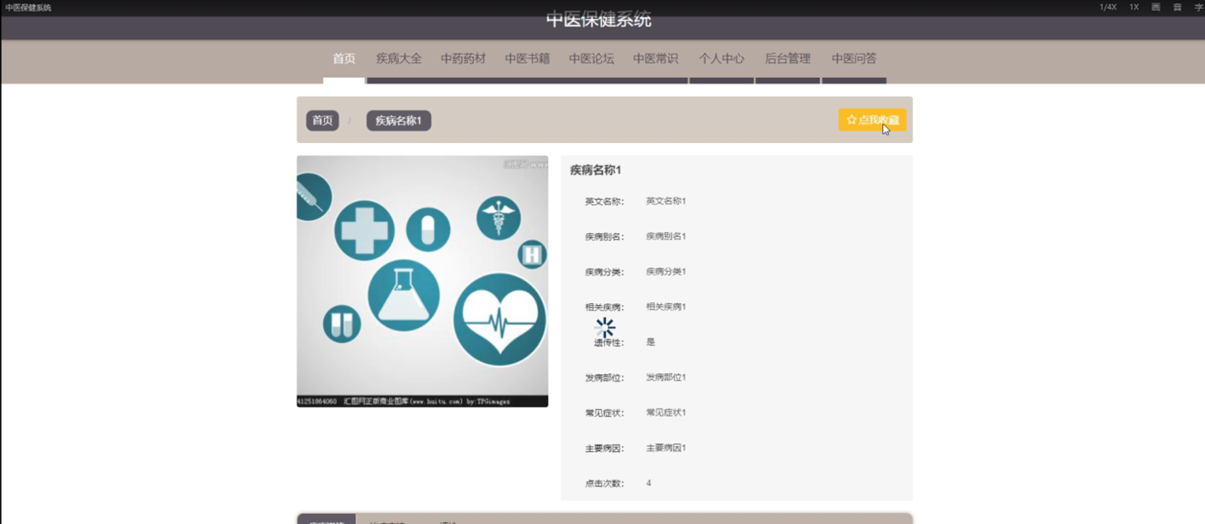 中医保健系统
1/4X 1X 画 音 字
中医保健系统
首页 疾病大全 中药药材 中医书籍 中医论坛 中医常识 个人中心 后台管理 中医问答
首页 / 疾病名称1 ☆点我收藏
疾病名称1
英文名称: 英文名称1
疾病别名: 疾病别名1
疾病分类: 疾病分类1
相关疾病: 相关疾病1
遗传性: 是
发病部位: 发病部位1
常见症状: 常见症状1
主要病因: 主要病因1
点击次数: 4
H
41251864060 汇图网正版商业图库(www.huitu.com) by:TPGimages